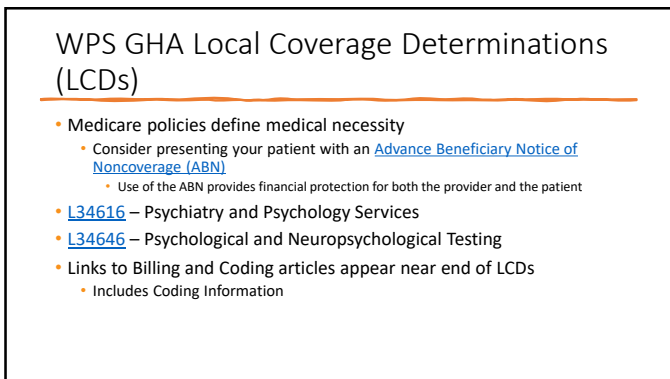 WPS GHA Local Coverage Determinations
(LCDs)
• Medicare policies define medical necessity
• Consider presenting your patient with an Advance Beneficiary Notice of
Noncoverage (ABN)
• Use of the ABN provides financial protection for both the provider and the patient
• L34616 – Psychiatry and Psychology Services
• L34646 – Psychological and Neuropsychological Testing
• Links to Billing and Coding articles appear near end of LCDs
• Includes Coding Information